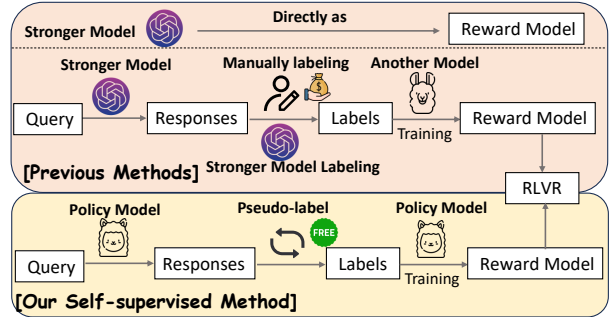 Directly as
Stronger Model
Reward Model
Stronger Model
Manually labeling
Another Model
Query
Responses
Labels
Training
Reward Model
Stronger Model Labeling
[Previous Methods]
RLVR
Policy Model
Pseudo-label
FREE
Policy Model
Query
Responses
Labels
Training
Reward Model
[Our Self-supervised Method]